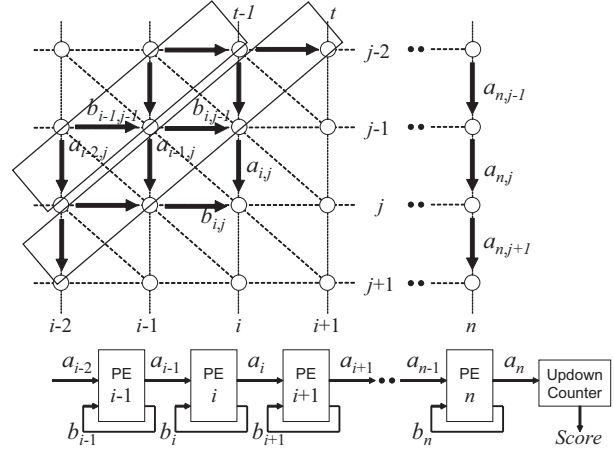 t-1 t
j-2
a_{n,j-1}
b_{i-1,j-1} b_{i,j-1} j-1
a_{i-2,j} a_{i-1,j} a_{i,j} a_{n,j}
b_{i,j} j
a_{n,j+1}
j+1
i-2 i-1 i i+1 n
a_{i-2} PE i-1 a_{i-1} PE i a_i PE i+1 a_{i+1} a_{n-1} PE n a_n Updown Counter
b_{i-1} b_i b_{i+1} b_n Score